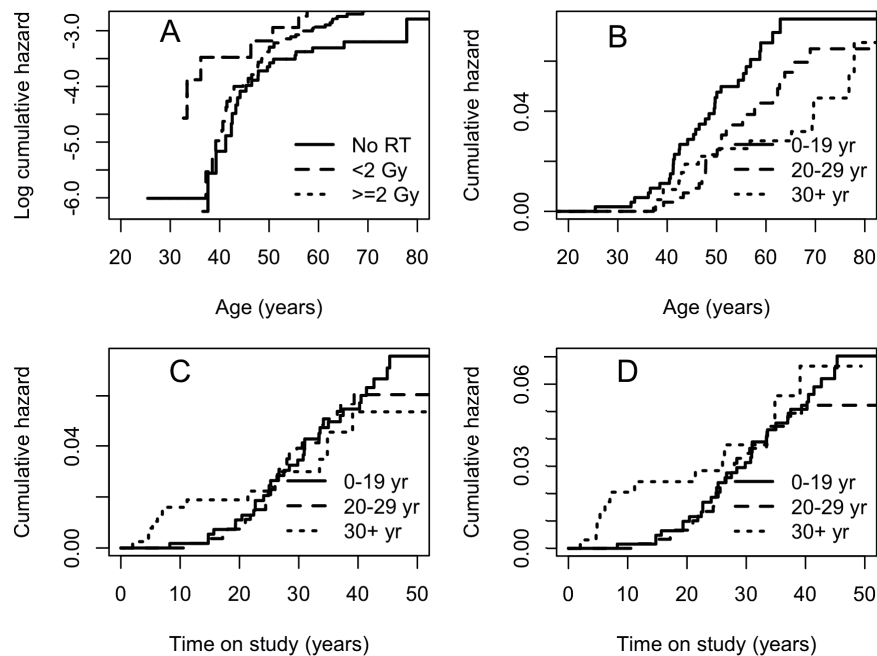 A
Log cumulative hazard
-3.0
-4.0
-5.0
-6.0
No RT
<2 Gy
>=2 Gy
20 30 40 50 60 70 80
Age (years)
B
Cumulative hazard
0.04
0.00
0-19 yr
20-29 yr
30+ yr
20 30 40 50 60 70 80
Age (years)
C
Cumulative hazard
0.04
0.00
0-19 yr
20-29 yr
30+ yr
0 10 20 30 40 50
Time on study (years)
D
Cumulative hazard
0.06
0.03
0.00
0-19 yr
20-29 yr
30+ yr
0 10 20 30 40 50
Time on study (years)